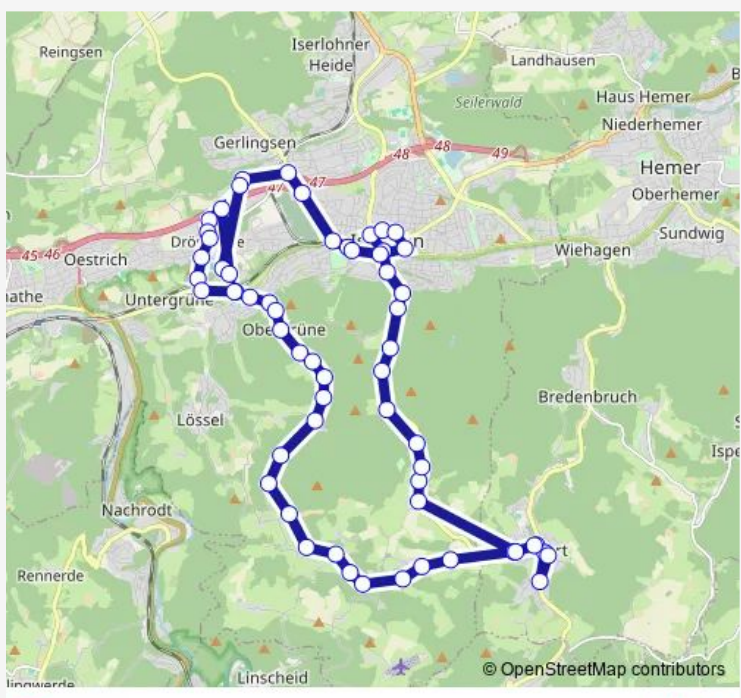 Iserlohner
Heide
Reingsen
Landhausen
Haus Hemer
Seilerwald
Niederhemer
Gerlingsen
48
48
49
Hemer
47
47
Oberhemer
Sundwig
45 46
Oestrich
Wiehagen
Untergrüne
Bredenbruch
Lössel
Nachrodt
Rennerde
Linscheid
© OpenStreetMap contributors